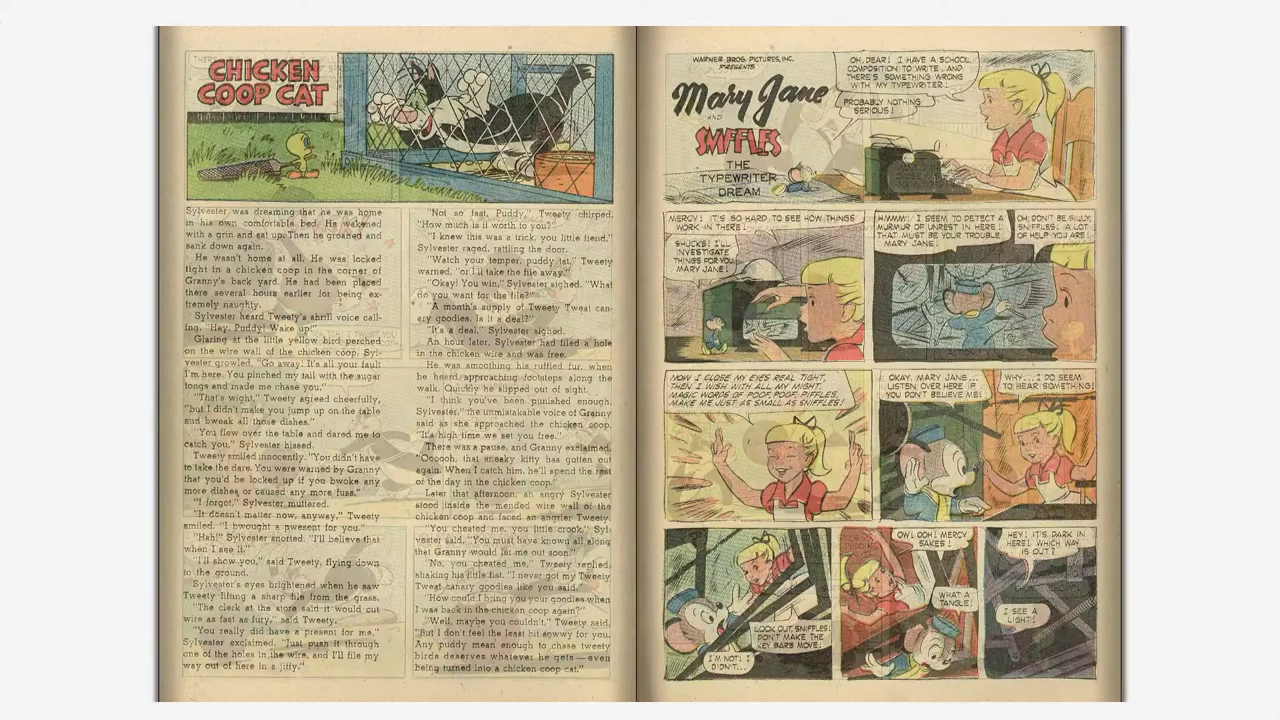 CHICKEN
COOP CAT
Sylvester was dreaming that he was home
in his own comfortable bed. He wakened
with a grin and sat up. Then he groaned and
sank down again.
He wasn't home at all. He was locked
tight in a chicken coop in the corner of
Granny's back yard. He had been placed
there several hours earlier for being ex-
tremely naughty.
Sylvester heard Tweety's shrill voice call-
ing, "Hey, Puddy! Wake up!"
Glaring at the little yellow bird perched
on the wire wall of the chicken coop, Syl-
vester growled. "Go away! It's all your fault
I'm here. You pinched my tail with the sugar
tongs and made me chase you."
"That's wight," Tweety agreed cheerfully,
"but I didn't make you jump up on the table
and bweak all those dishes."
"You flew over the table and dared me to
catch you," Sylvester hissed.
Tweety smiled innocently. "You didn't have
to take the dare. You were warned by Granny
that you'd be locked up if you bwoke any
more dishes or caused any more fuss."
"I forgot," Sylvester muttered.
"It doesn't matter now, anyway," Tweety
smiled. "I bwought a pwesent for you."
"Hah!" Sylvester snorted. "I'll believe that
when I see it."
"I'll show you," said Tweety, flying down
to the ground.
Sylvester's eyes brightened when he saw
Tweety lifting a sharp file from the grass.
"The clerk at the store said it would cut
wire as fast as fury," said Tweety.
"You really did have a present for me,"
Sylvester exclaimed. "Just push it through
one of the holes in the wire, and I'll file my
way out of here in a jiffy."
"Not so fast, Puddy," Tweety chirped.
"How much is it worth to you?"
"I knew this was a trick, you little fiend,"
Sylvester raged, rattling the door.
"Watch your temper, puddy tat," Tweety
warned, "or I'll take the file away."
"Okay! You win," Sylvester sighed. "What
do you want for the file?"
"A month's supply of Tweety Tweat can-
ary goodies. Is it a deal?"
"It's a deal," Sylvester sighed.
An hour later, Sylvester had filed a hole
in the chicken wire and was free.
He was smoothing his ruffled fur, when
he heard approaching footsteps along the
walk. Quickly he slipped out of sight.
"I think you've been punished enough,
Sylvester," the unmistakable voice of Granny
said as she approached the chicken coop.
"It's high time we set you free."
There was a pause, and Granny exclaimed,
"Ooooh, that sneaky kitty has gotten out
again. When I catch him, he'll spend the rest
of the day in the chicken coop."
Later that afternoon, an angry Sylvester
stood inside the mended wire wall of the
chicken coop and faced an angrier Tweety.
"You cheated me, you little crook," Syl-
vester said. "You must have known all along
that Granny would let me out soon."
"No, you cheated me," Tweety replied,
shaking his little fist. "I never got my Tweety
Tweat canary goodies like you said."
"How could I bring you your goodies when
I was back in the chicken coop again?"
"Well, maybe you couldn't," Tweety said.
"But I don't feel the least bit sowwy for you.
Any puddy mean enough to chase tweety
birds deserves whatever he gets—even
being turned into a chicken coop cat."
WARNER BROS. PICTURES, INC.
PRESENTS
Mary Jane
AND
SNIFFLES
THE
TYPEWRITER
DREAM
OH, DEAR! I HAVE A SCHOOL
COMPOSITION TO WRITE...AND
THERE'S SOMETHING WRONG
WITH MY TYPEWRITER!
PROBABLY NOTHING
SERIOUS!
MERCY! IT'S SO HARD TO SEE HOW THINGS
WORK IN THERE!
SHUCKS! I'LL
INVESTIGATE
THINGS FOR YOU,
MARY JANE!
HMMM! I SEEM TO DETECT A
MURMUR OF UNREST IN HERE!
THAT MUST BE YOUR TROUBLE,
MARY JANE!
OH, DON'T BE SILLY,
SNIFFLES! A LOT
OF HELP YOU ARE!
NOW I CLOSE MY EYES REAL TIGHT,
THEN I WISH WITH ALL MY MIGHT,
MAGIC WORDS OF POOF, POOF, PIFFLES,
MAKE ME JUST AS SMALL AS SNIFFLES!
OKAY, MARY JANE...
LISTEN OVER HERE IF
YOU DON'T BELIEVE ME!
WHY...I DO SEEM
TO HEAR SOMETHING!
LOOK OUT, SNIFFLES!
DON'T MAKE THE
KEY BARS MOVE!
I'M NOT! I
DIDN'T...
OW! OOH! MERCY
SAKES!
WHAT A
TANGLE!
HEY! IT'S DARK IN
HERE! WHICH WAY
IS OUT?
I SEE A
LIGHT!